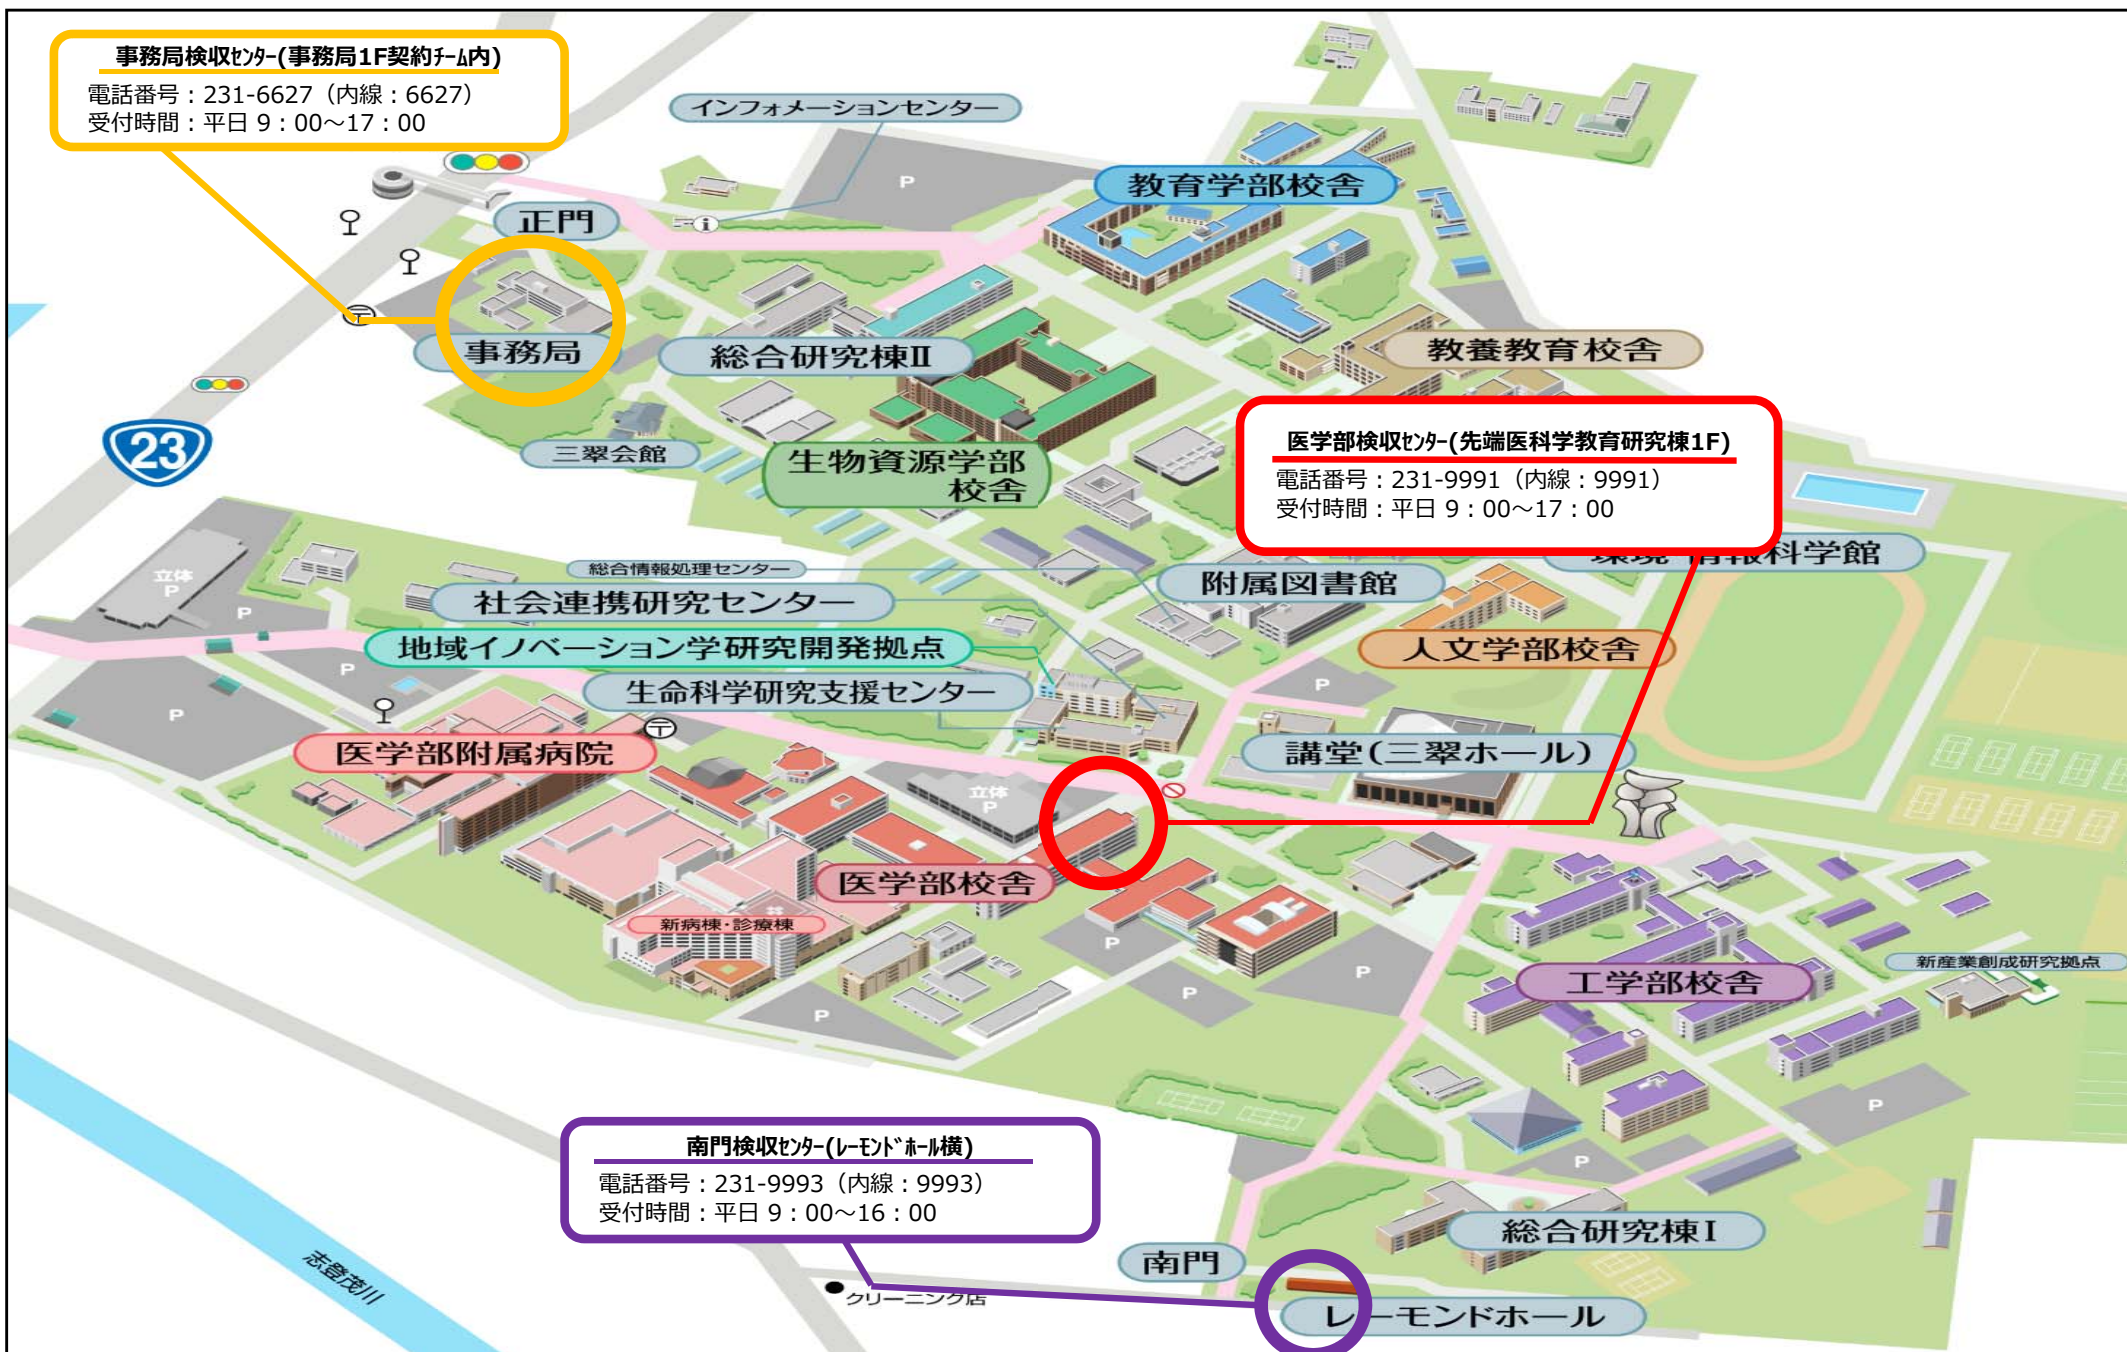 事務局検収ｾﾝﾀｰ(事務局1F契約ﾁｰﾑ内)
電話番号：231-6627（内線：6627）
受付時間：平日 9：00～17：00
インフォメーションセンター
P
教育学部校舎
正門
i
〒
事務局
総合研究棟Ⅱ
教養教育校舎
23
三翠会館
生物資源学部
校舎
医学部検収ｾﾝﾀｰ(先端医科学教育研究棟1F)
電話番号：231-9991（内線：9991）
受付時間：平日 9：00～17：00
情報科学館
総合情報処理センター
附属図書館
立体
P
P
社会連携研究センター
地域イノベーション学研究開発拠点
人文学部校舎
P
生命科学研究支援センター
P
P
〒
医学部附属病院
講堂(三翠ホール)
立体
P
医学部校舎
新病棟・診療棟
P
P
P
P
工学部校舎
新産業創成研究拠点
P
P
南門検収ｾﾝﾀｰ(ﾚｰﾓﾝﾄﾞﾎｰﾙ横)
電話番号：231-9993（内線：9993）
受付時間：平日 9：00～16：00
総合研究棟Ⅰ
南門
志登茂川
クリーニング店
レーモンドホール